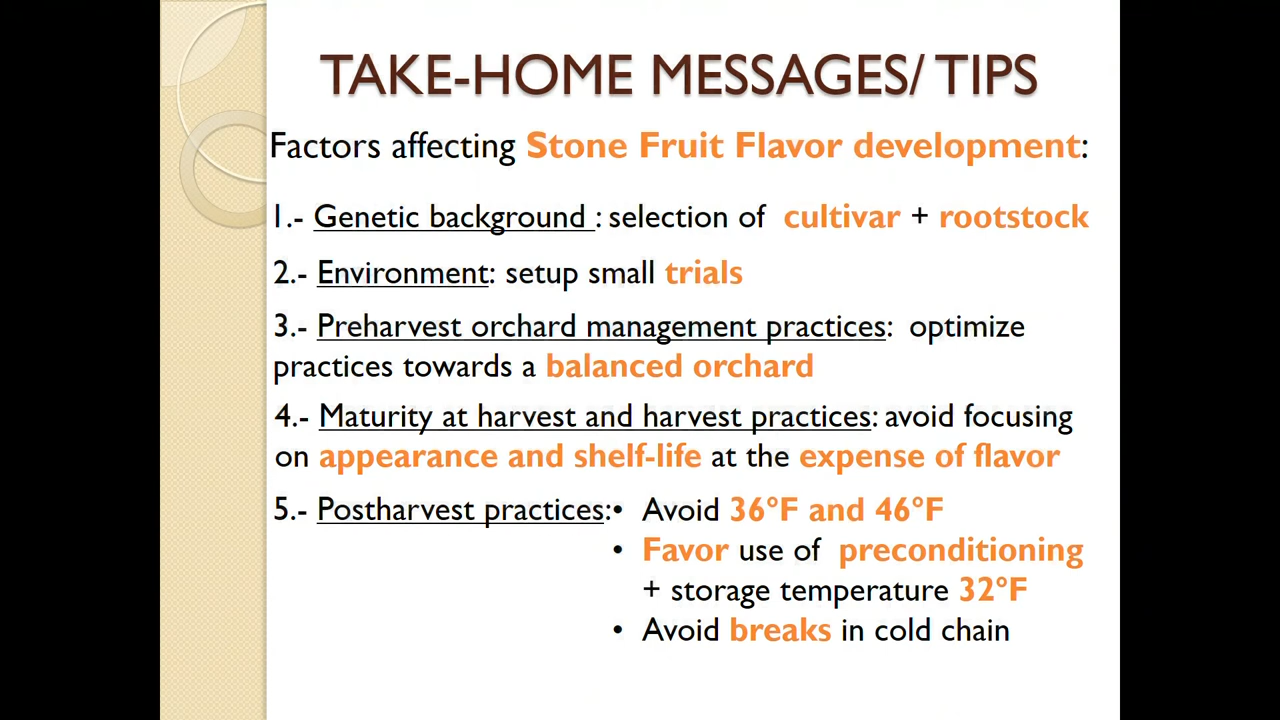 TAKE-HOME MESSAGES/ TIPS
Factors affecting Stone Fruit Flavor development:
1.- Genetic background : selection of cultivar + rootstock
2.- Environment: setup small trials
3.- Preharvest orchard management practices: optimize
practices towards a balanced orchard
4.- Maturity at harvest and harvest practices: avoid focusing
on appearance and shelf-life at the expense of flavor
5.- Postharvest practices:• Avoid 36°F and 46°F
• Favor use of preconditioning
+ storage temperature 32°F
• Avoid breaks in cold chain